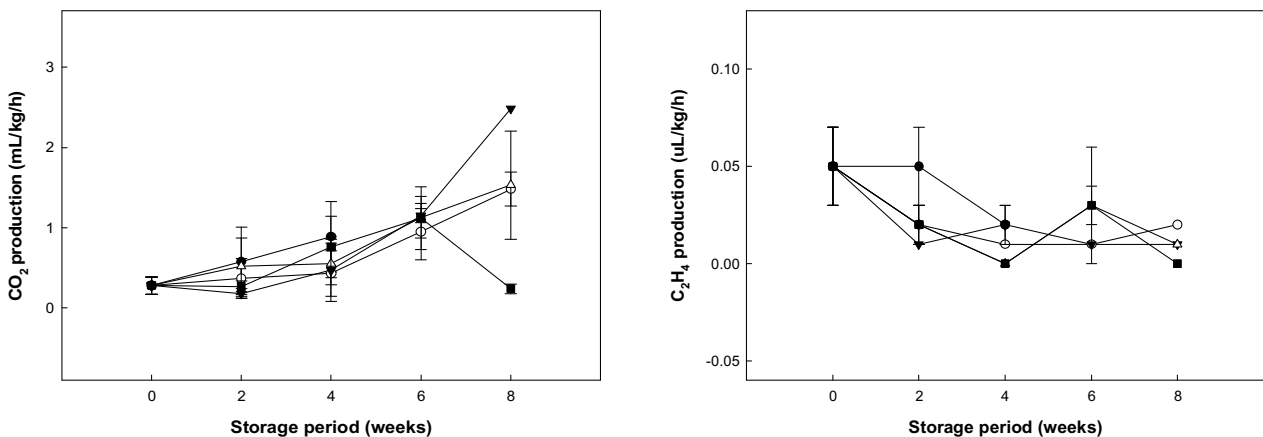 CO2 production (mL/kg/h)
3
2
1
0
0 2 4 6 8
Storage period (weeks)
C2H4 production (uL/kg/h)
0.10
0.05
0.00
-0.05
0 2 4 6 8
Storage period (weeks)